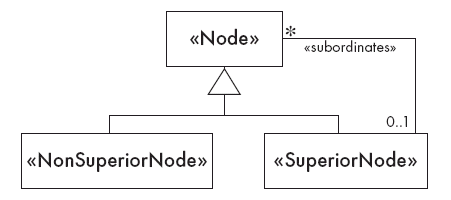 «Node»
*
«subordinates»
0..1
«NonSuperiorNode»
«SuperiorNode»